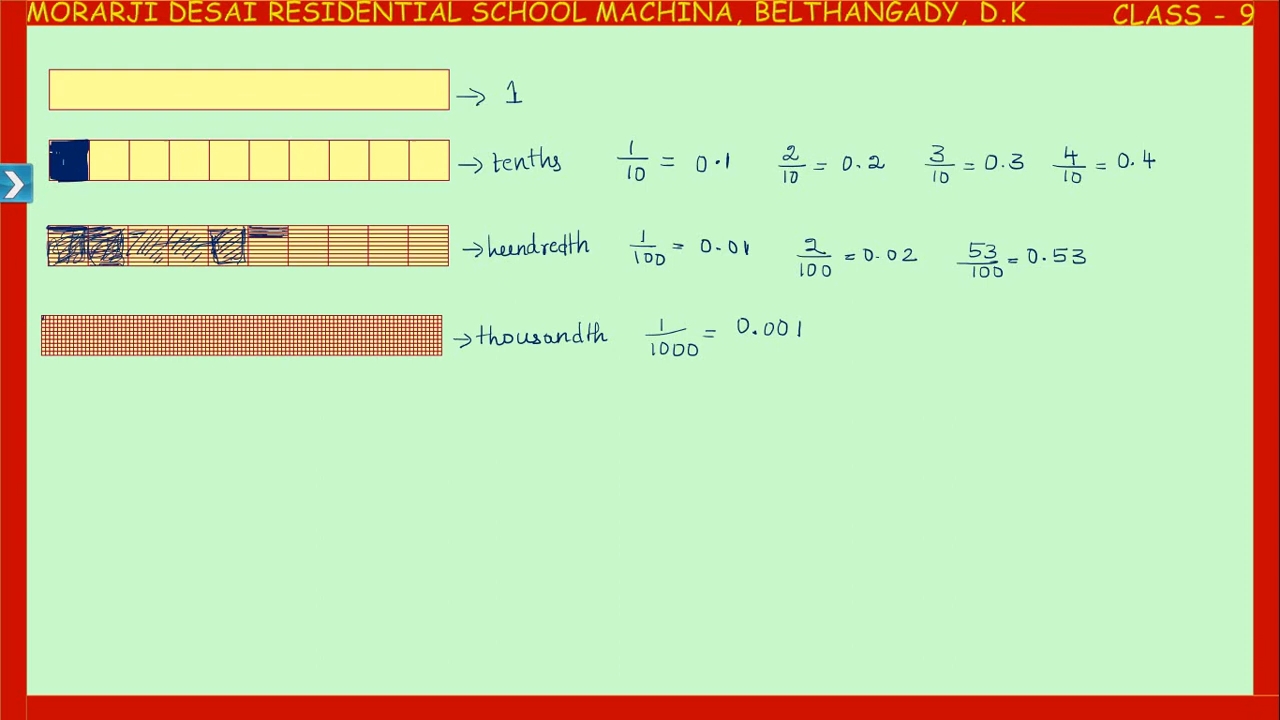 MORARJI DESAI RESIDENTIAL SCHOOL MACHINA, BELTHANGADY, D.K CLASS - 9
→ 1
→ tenths 1/10 = 0.1 2/10 = 0.2 3/10 = 0.3 4/10 = 0.4
→ heundredth 1/100 = 0.01 2/100 = 0.02 53/100 = 0.53
→ thousandth 1/1000 = 0.001